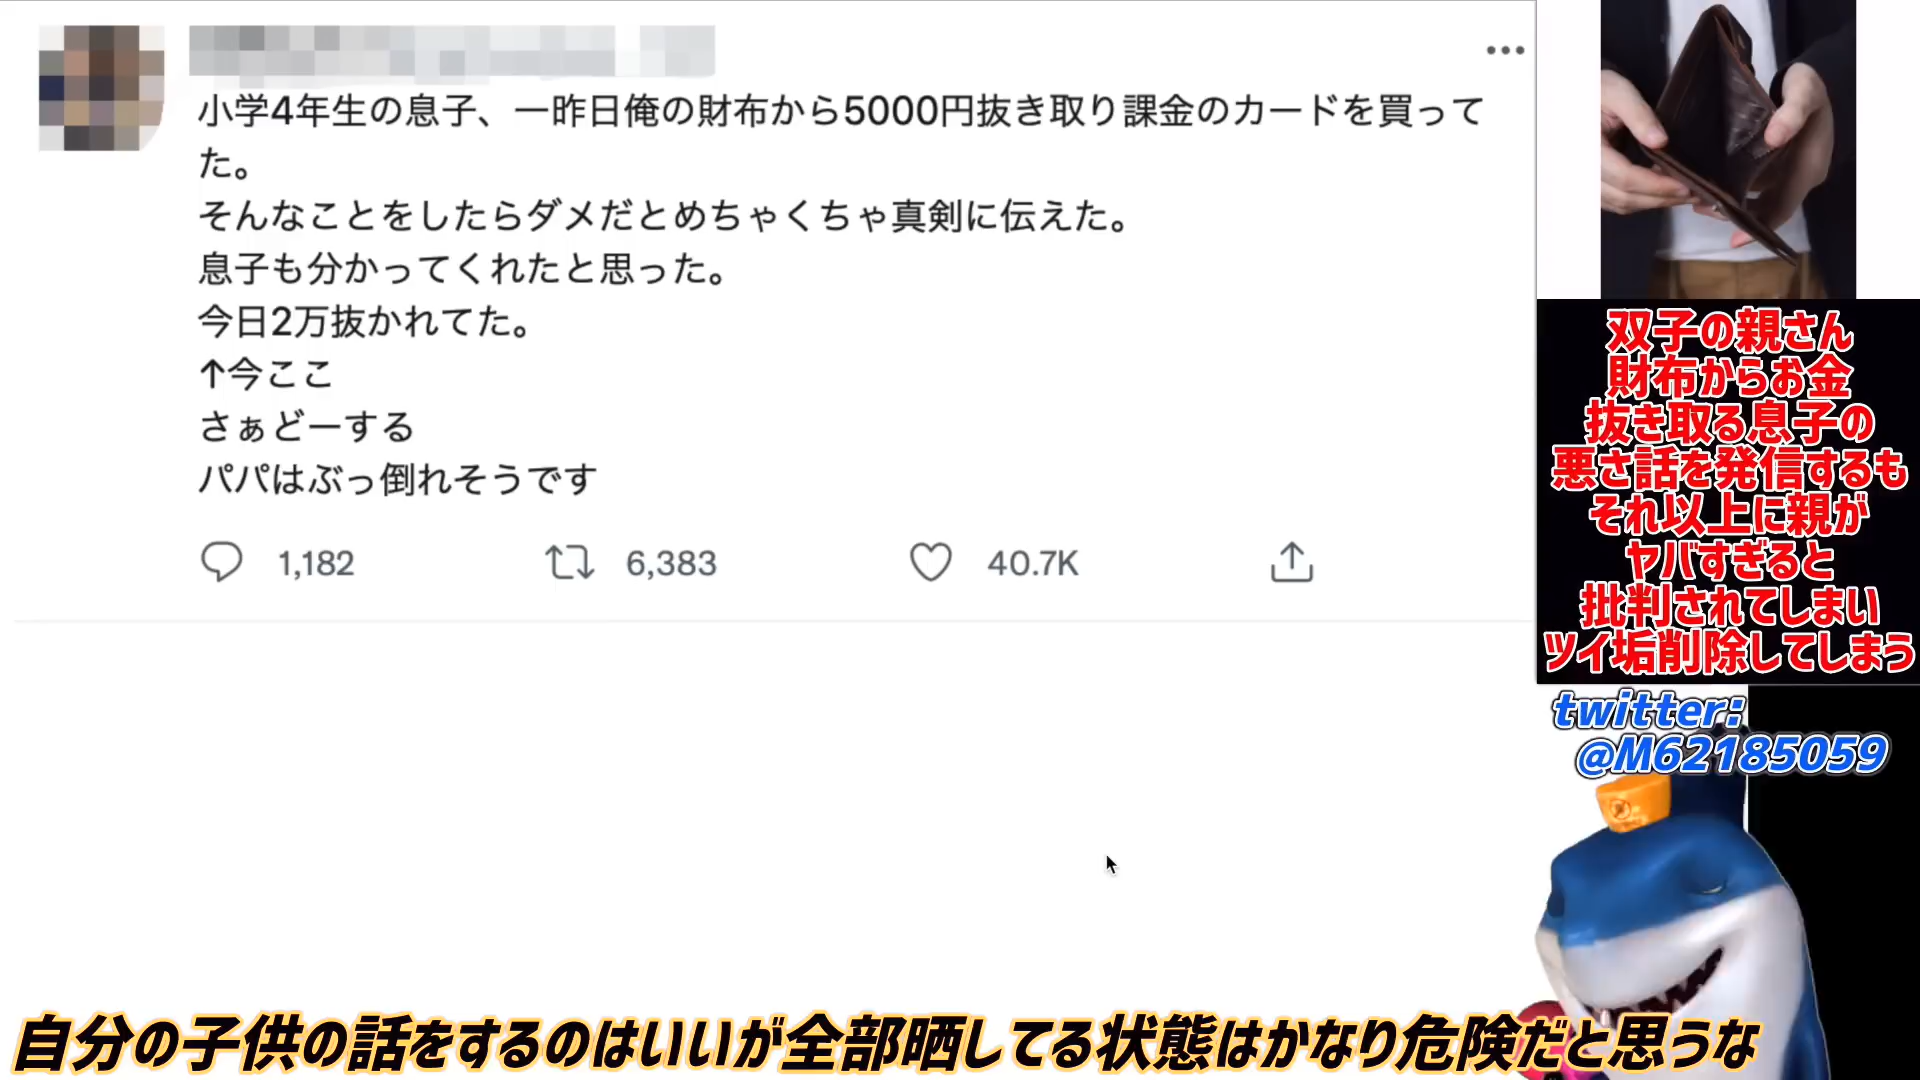 小学4年生の息子、一昨日俺の財布から5000円抜き取り課金のカードを買って
た。
そんなことをしたらダメだとめちゃくちゃ真剣に伝えた。
息子も分かってくれたと思った。
今日2万抜かれてた。
↑今ここ
さぁどーする
パパはぶっ倒れそうです
1,182 6,383 40.7K
双子の親さん
財布からお金
抜き取る息子の
悪さ話を発信するも
それ以上に親が
ヤバすぎると
批判されてしまい
ツイ垢削除してしまう
twitter:
@M62185059
自分の子供の話をするのはいいが全部晒してる状態はかなり危険だと思うな